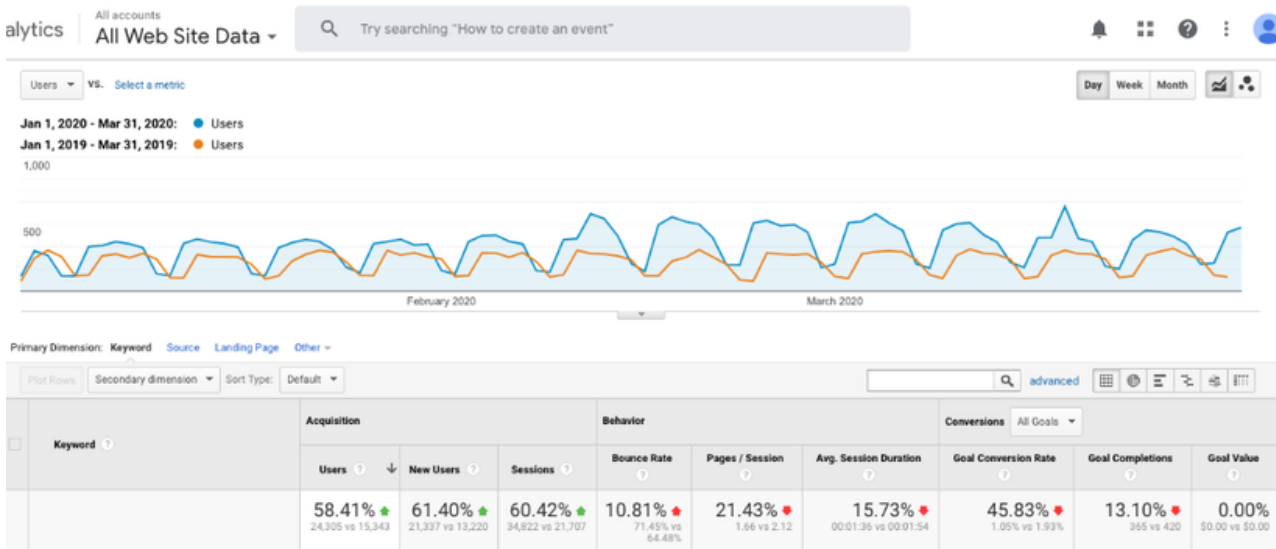 All accounts
alytics All Web Site Data
Try searching "How to create an event"
Users VS. Select a metric
Day Week Month
Jan 1, 2020 - Mar 31, 2020: Users
Jan 1, 2019 - Mar 31, 2019: Users
1,000
500
February 2020 March 2020
Primary Dimension: Keyword Source Landing Page Other
Plot Rows Secondary dimension Sort Type: Default advanced
Acquisition Behavior Conversions All Goals
Keyword ?
Users ? New Users ? Sessions ? Bounce Rate ? Pages / Session ? Avg. Session Duration ? Goal Conversion Rate ? Goal Completions ? Goal Value ?
58.41% 61.40% 60.42% 10.81% 21.43% 15.73% 45.83% 13.10% 0.00%
24,305 vs 15,343 21,337 vs 13,220 34,822 vs 21,707 71.45% vs 1.66 vs 2.12 00:01:36 vs 00:01:54 1.05% vs 1.93% 365 vs 420 $0.00 vs $0.00
64.48%